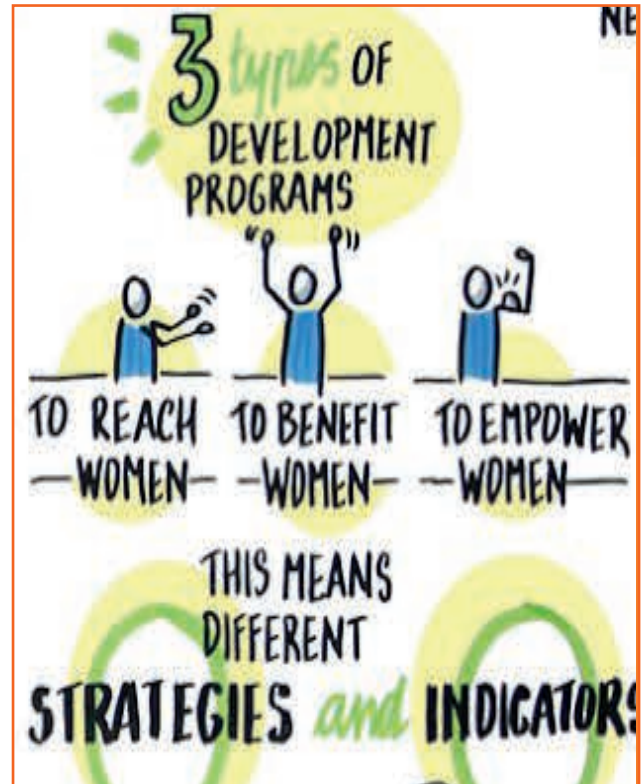 NE
3 types OF
DEVELOPMENT
PROGRAMS
TO REACH
WOMEN
TO BENEFIT
WOMEN
TO EMPOWER
WOMEN
THIS MEANS
DIFFERENT
STRATEGIES and INDICATORS